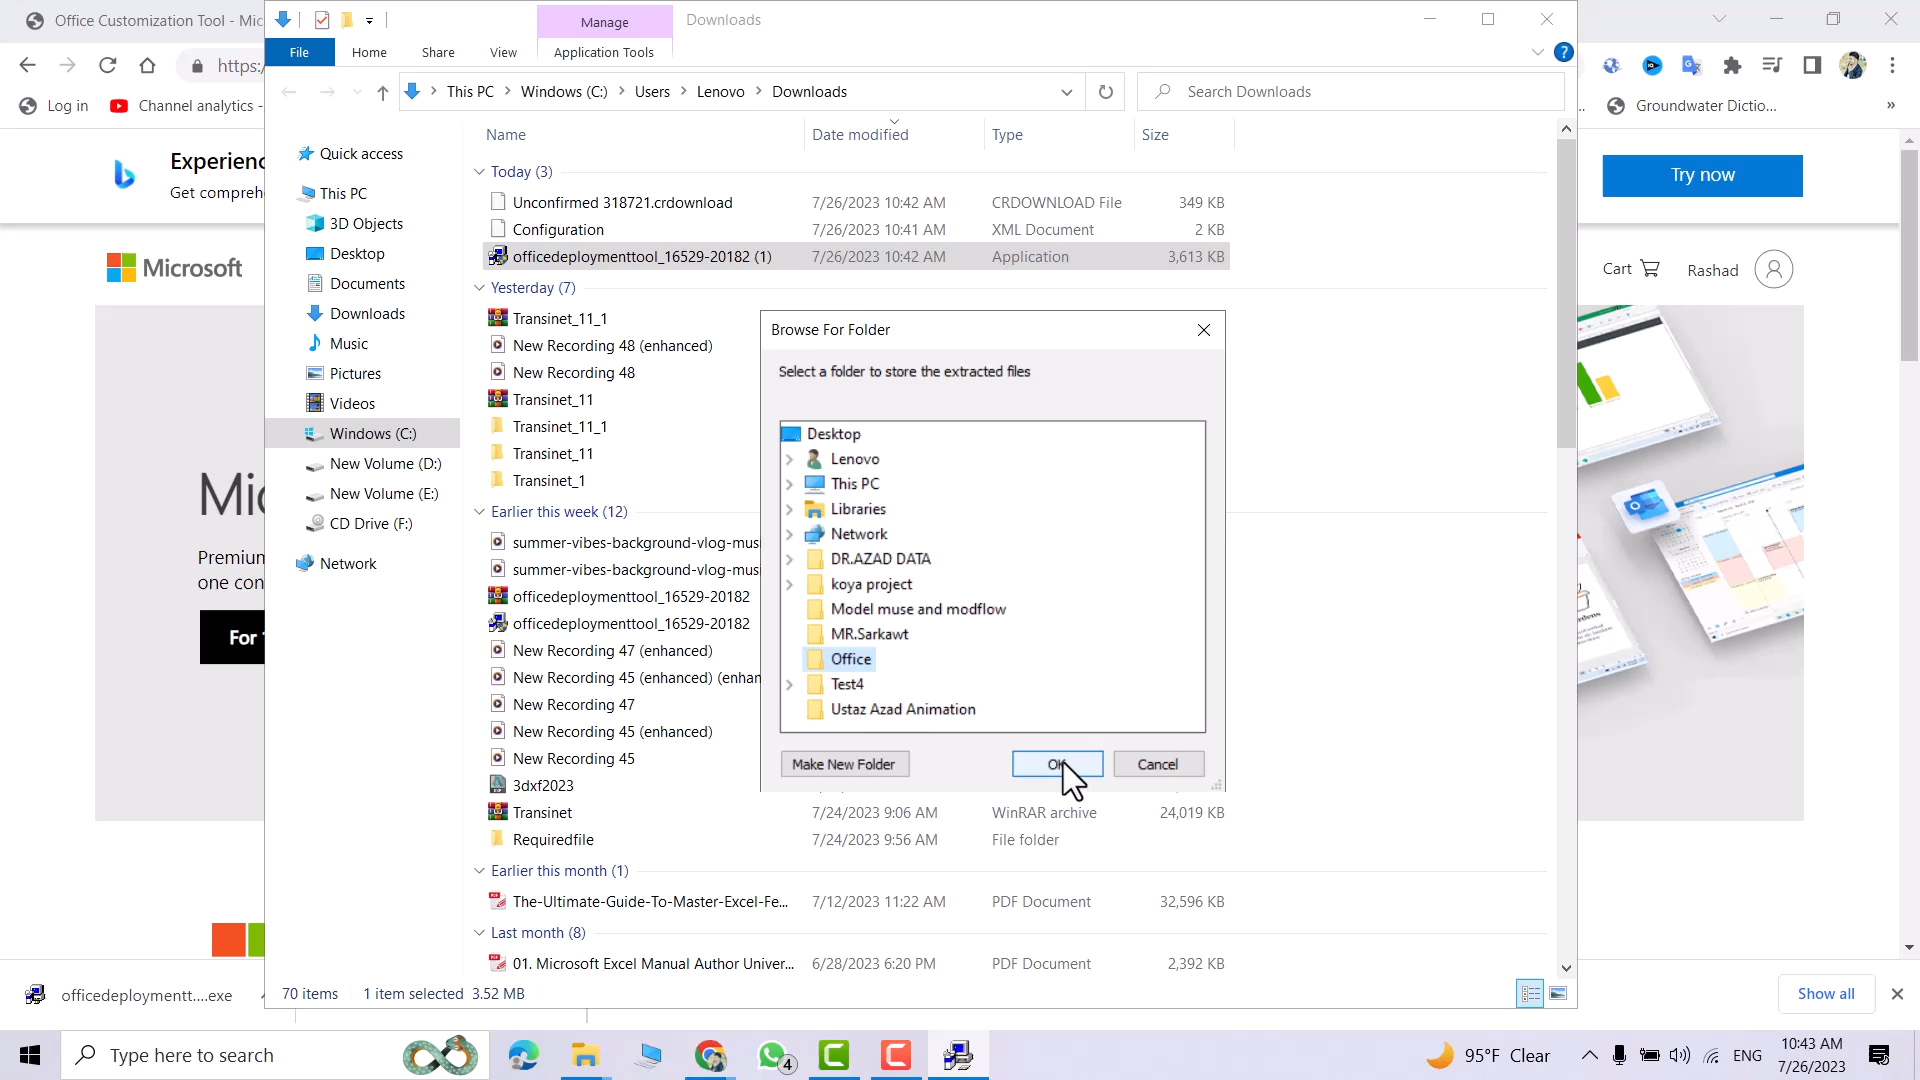 Office Customization Tool - Mic
Manage
Downloads
File
Home
Share
View
Application Tools
https:/
This PC
Windows (C:)
Users
Lenovo
Downloads
Search Downloads
Log in
Channel analytics -
Groundwater Dictio...
»
Name
Date modified
Type
Size
Experienc
Get compreh
Try now
Microsoft
Cart
Rashad
Mic
Premium
one con
For 1
Quick access
This PC
3D Objects
Desktop
Documents
Downloads
Music
Pictures
Videos
Windows (C:)
New Volume (D:)
New Volume (E:)
CD Drive (F:)
Network
Today (3)
Unconfirmed 318721.crdownload 7/26/2023 10:42 AM CRDOWNLOAD File 349 KB
Configuration 7/26/2023 10:41 AM XML Document 2 KB
officedeploymenttool_16529-20182 (1) 7/26/2023 10:42 AM Application 3,613 KB
Yesterday (7)
Transinet_11_1
New Recording 48 (enhanced)
New Recording 48
Transinet_11
Transinet_11_1
Transinet_11
Transinet_1
Earlier this week (12)
summer-vibes-background-vlog-mus
summer-vibes-background-vlog-mus
officedeploymenttool_16529-20182
officedeploymenttool_16529-20182
New Recording 47 (enhanced)
New Recording 45 (enhanced) (enhan
New Recording 47
New Recording 45 (enhanced)
New Recording 45
3dxf2023
Transinet 7/24/2023 9:06 AM WinRAR archive 24,019 KB
Requiredfile 7/24/2023 9:56 AM File folder
Earlier this month (1)
The-Ultimate-Guide-To-Master-Excel-Fe... 7/12/2023 11:22 AM PDF Document 32,596 KB
Last month (8)
01. Microsoft Excel Manual Author Univer... 6/28/2023 6:20 PM PDF Document 2,392 KB
Browse For Folder
Select a folder to store the extracted files
Desktop
Lenovo
This PC
Libraries
Network
DR.AZAD DATA
koya project
Model muse and modflow
MR.Sarkawt
Office
Test4
Ustaz Azad Animation
Make New Folder
OK
Cancel
70 items
1 item selected 3.52 MB
officedeploymentt....exe
Show all
Type here to search
4
95°F Clear
ENG
10:43 AM
7/26/2023